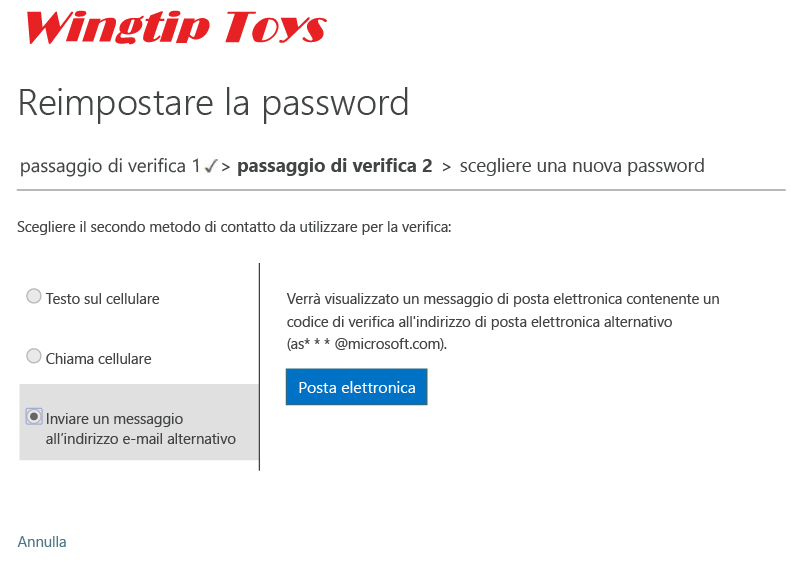 Wingtip Toys
Reimpostare la password
passaggio di verifica 1 ✓ > passaggio di verifica 2 > scegliere una nuova password
Scegliere il secondo metodo di contatto da utilizzare per la verifica:
Testo sul cellulare
Chiama cellulare
Inviare un messaggio
all'indirizzo e-mail alternativo
Verrà visualizzato un messaggio di posta elettronica contenente un
codice di verifica all'indirizzo di posta elettronica alternativo
(as* * * @microsoft.com).
Posta elettronica
Annulla